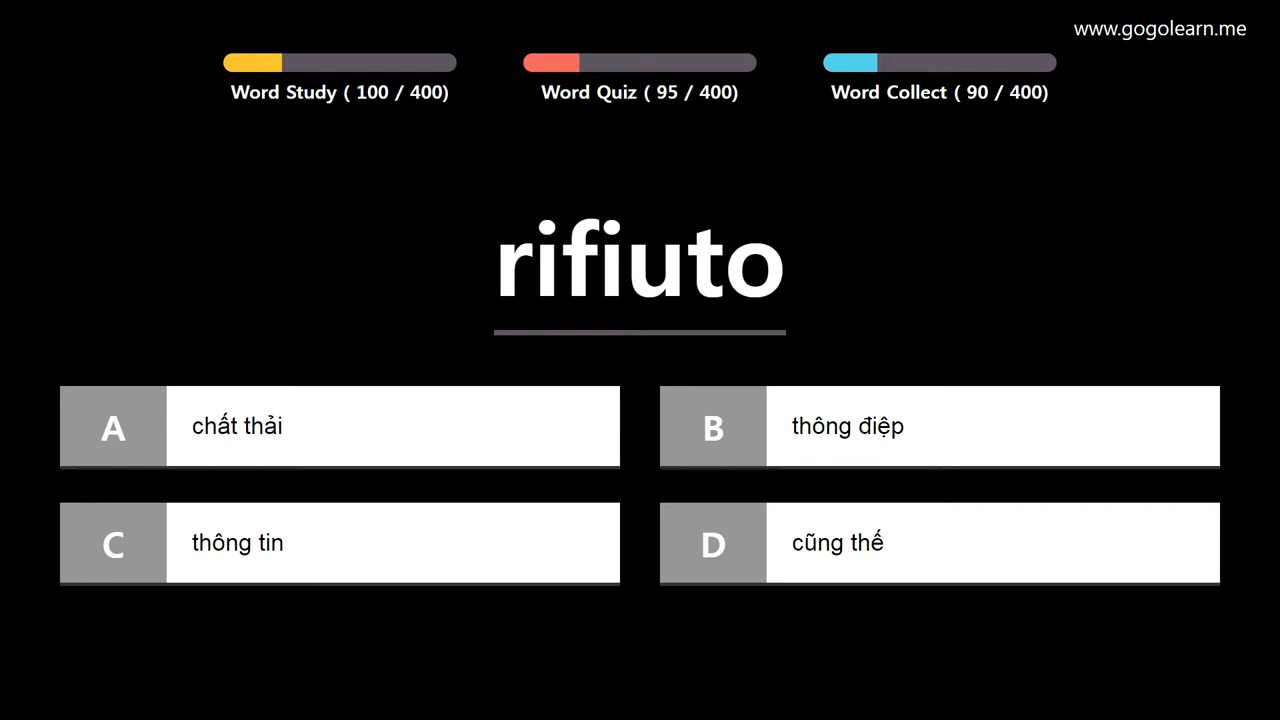 www.gogolearn.me
Word Study ( 100 / 400)
Word Quiz ( 95 / 400)
Word Collect ( 90 / 400)
rifiuto
A chất thải
B thông điệp
C thông tin
D cũng thế